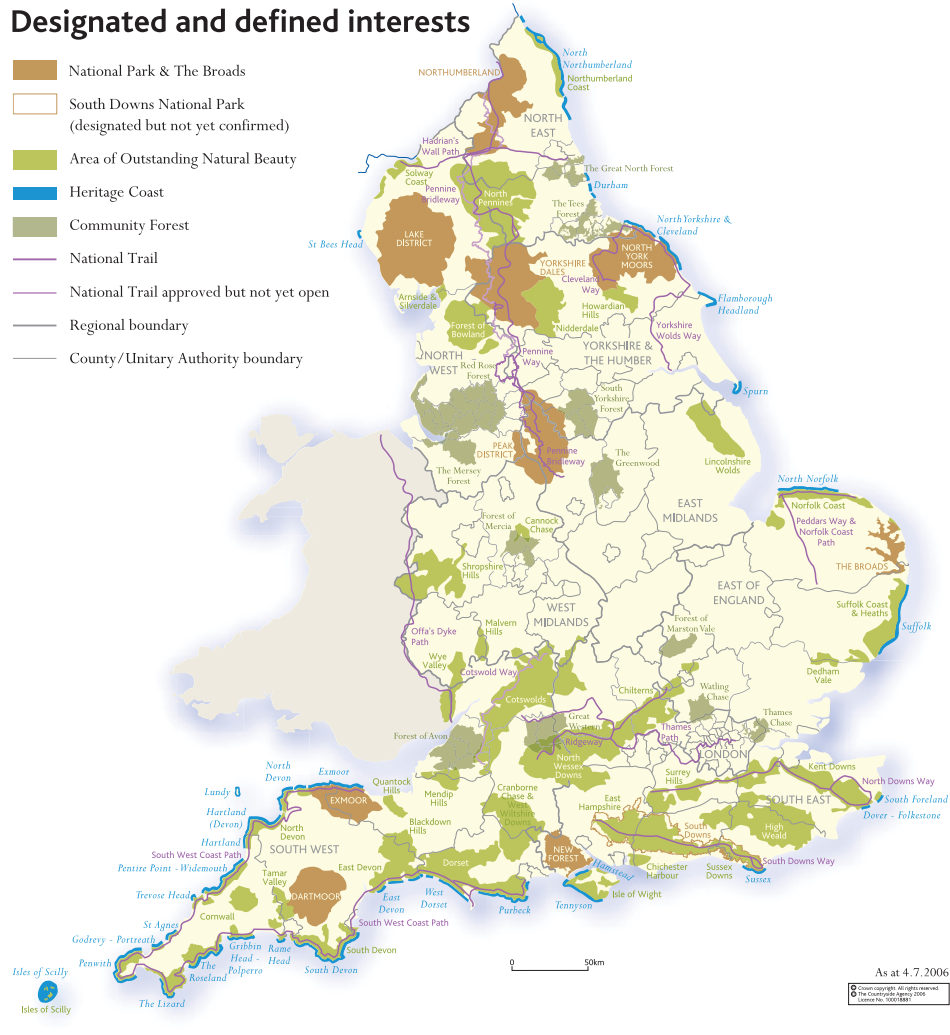 Designated and defined interests
National Park & The Broads
South Downs National Park
(designated but not yet confirmed)
Area of Outstanding Natural Beauty
Heritage Coast
Community Forest
National Trail
National Trail approved but not yet open
Regional boundary
County/Unitary Authority boundary
North
Northumberland
NORTHUMBERLAND
Northumberland
Coast
NORTH
EAST
Hadrian's
Wall Path
The Great North Forest
Solway
Coast
Pennine
Bridleway
North
Pennines
Durham
The Tees
Forest
North Yorkshire &
Cleveland
St Bees Head
LAKE
DISTRICT
NORTH
YORK
MOORS
YORKSHIRE
DALES
Cleveland
Way
Arnside &
Silverdale
Howardian
Hills
Flamborough
Headland
Forest of
Bowland
Nidderdale
Yorkshire
Wolds Way
NORTH
WEST
Pennine
Way
YORKSHIRE &
THE HUMBER
Red Rose
Forest
Spurn
South
Yorkshire
Forest
PEAK
DISTRICT
Pennine
Bridleway
The Mersey
Forest
The
Greenwood
Lincolnshire
Wolds
North Norfolk
Norfolk Coast
EAST
MIDLANDS
Forest of
Mercia
Cannock
Chase
Peddars Way &
Norfolk Coast
Path
THE BROADS
Shropshire
Hills
EAST OF
ENGLAND
WEST
MIDLANDS
Suffolk Coast
& Heaths
Suffolk
Offa's Dyke
Path
Malvern
Hills
Forest of
Marston Vale
Wye
Valley
Cotswold Way
Dedham
Vale
Cotswolds
Chilterns
Watling
Chase
Great
Western
Thames
Chase
Forest of Avon
Ridgeway
Thames
Path
LONDON
North
Wessex
Downs
North
Devon
Exmoor
Lundy
Quantock
Hills
Mendip
Hills
Cranborne
Chase &
West
Wiltshire
Downs
Surrey
Hills
Kent Downs
North Downs Way
EXMOOR
East
Hampshire
SOUTH EAST
South Foreland
Dover - Folkestone
Hartland
(Devon)
Blackdown
Hills
North
Devon
South
Downs
High
Weald
Hartland
South West Coast Path
SOUTH WEST
NEW
FOREST
Hamstead
Pentire Point - Widemouth
East Devon
Dorset
Chichester
Harbour
Sussex
Downs
South Downs Way
Sussex
Tamar
Valley
Trevose Head
DARTMOOR
East
Devon
West
Dorset
Purbeck
Tennyson
Isle of Wight
Cornwall
St Agnes
South West Coast Path
Godrevy - Portreath
Gribbin
Head -
Polperro
Rame
Head
South Devon
Penwith
The
Roseland
South Devon
Isles of Scilly
The Lizard
Isles of Scilly
0 50km
As at 4.7.2006
Crown copyright. All rights reserved
The Countryside Agency 2006
Licence No. 100018881